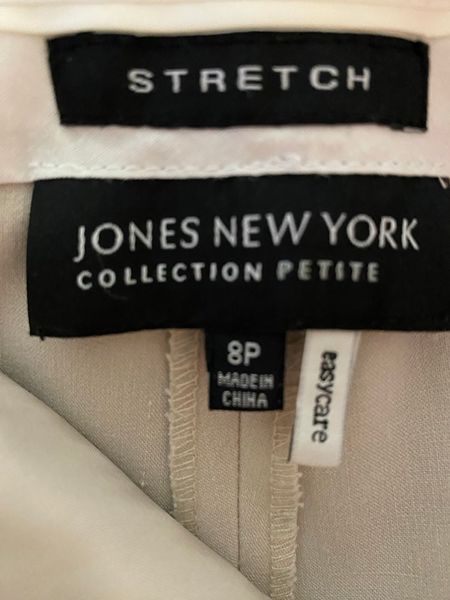 STRETCH
JONES NEW YORK
COLLECTION PETITE
8P
MADE IN
CHINA
easycare